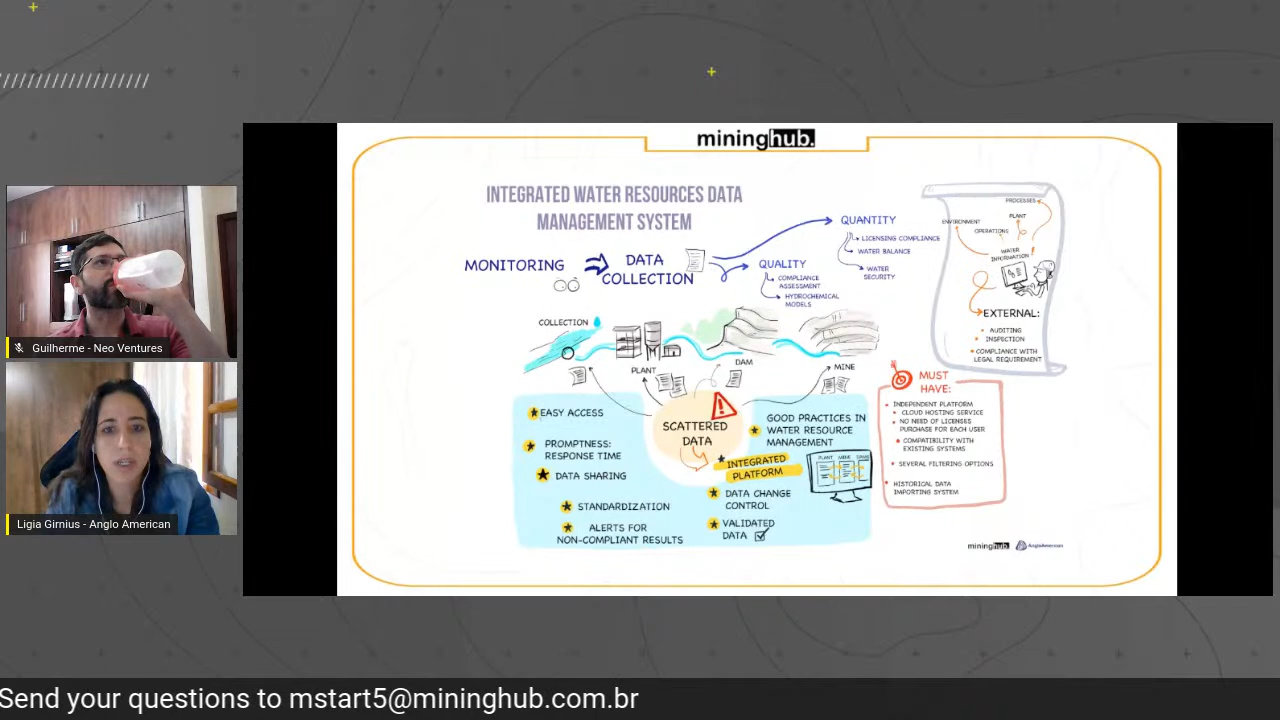 mininghub.
INTEGRATED WATER RESOURCES DATA
MANAGEMENT SYSTEM
MONITORING
DATA
COLLECTION
QUANTITY
LICENSING COMPLIANCE
WATER BALANCE
WATER
SECURITY
QUALITY
COMPLIANCE
ASSESSMENT
HYDROCHEMICAL
MODELS
PROCESSES
PLANT
ENVIRONMENT
OPERATIONS
WATER
INFORMATION
EXTERNAL:
AUDITING
INSPECTION
COMPLIANCE WITH
LEGAL REQUIREMENT
COLLECTION
PLANT
DAM
MINE
SCATTERED
DATA
EASY ACCESS
PROMPTNESS:
RESPONSE TIME
DATA SHARING
STANDARDIZATION
ALERTS FOR
NON-COMPLIANT RESULTS
GOOD PRACTICES IN
WATER RESOURCE
MANAGEMENT
INTEGRATED
PLATFORM
DATA CHANGE
CONTROL
VALIDATED
DATA
PLANT MINE DAM
MUST
HAVE:
INDEPENDENT PLATFORM
CLOUD HOSTING SERVICE
NO NEED OF LICENSES
PURCHASE FOR EACH USER
COMPATIBILITY WITH
EXISTING SYSTEMS
SEVERAL FILTERING OPTIONS
HISTORICAL DATA
IMPORTING SYSTEM
mininghub. AngloAmerican
Guilherme - Neo Ventures
Ligia Girnius - Anglo American
Send your questions to mstart5@mininghub.com.br